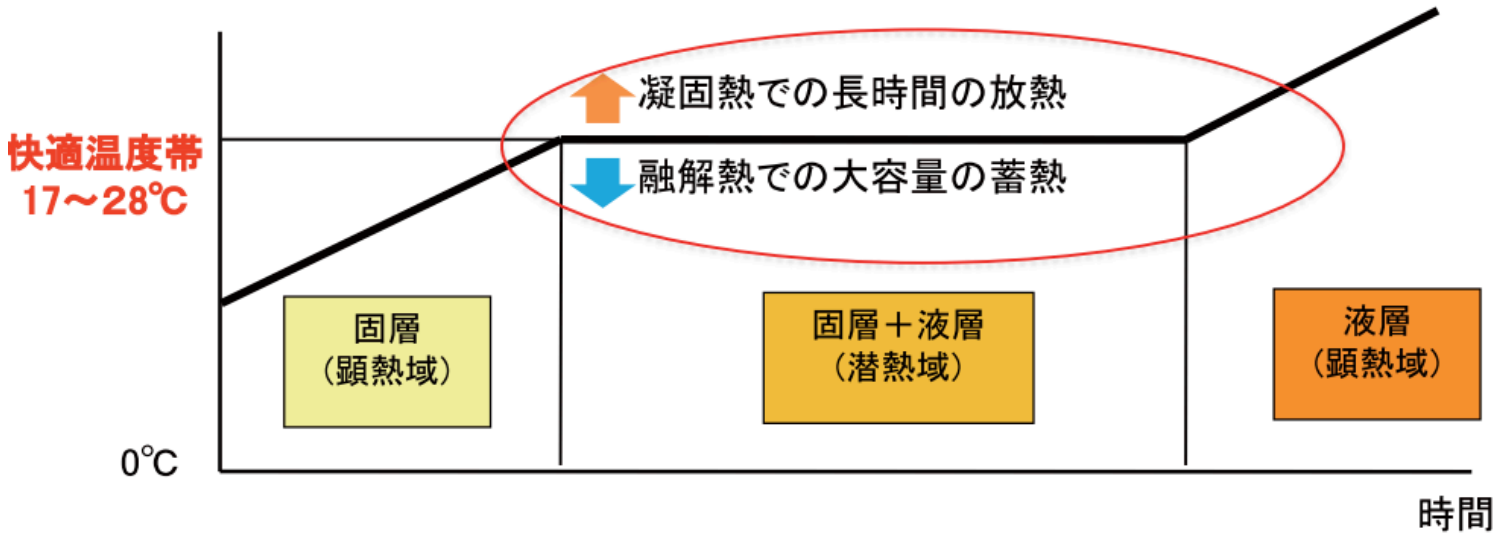 凝固熱での長時間の放熱
快適温度帯
17〜28℃
融解熱での大容量の蓄熱
固層
（顕熱域）
固層＋液層
（潜熱域）
液層
（顕熱域）
0℃
時間